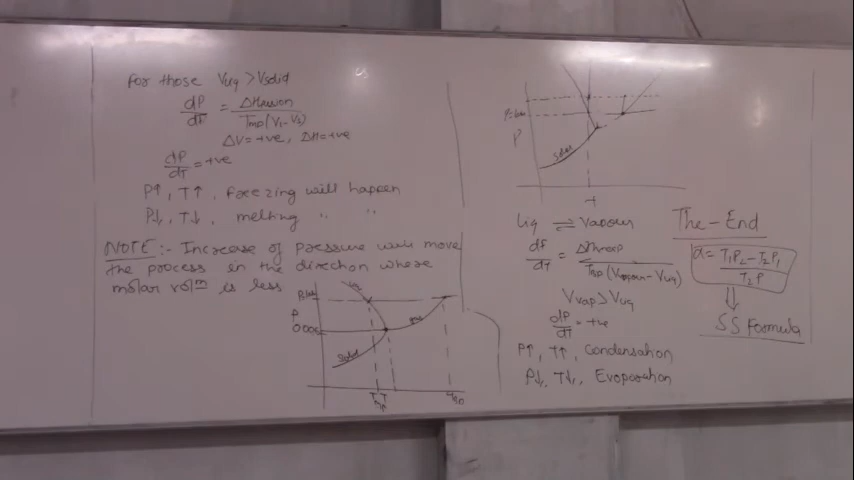 For those Vliq > Vsolid
dP/dT = ΔHfusion / Tmp (Vl - Vs)
ΔV = +ve, ΔH = +ve
dP/dT = +ve
P↑, T↑, Freezing will happen
P↓, T↓, melting " "
NOTE :- Increase of pressure will move
the process in the direction where
molar volm is less
P
Solid
P
Solid
T
Liq ⇌ Vapour
dP/dT = ΔHvap / Tbp (Vvapour - Vliq)
Vvap > Vliq
dP/dT = +ve
P↑, T↑, Condensation
P↓, T↓, Evaporation
The - End
a = T1P2 - T2P1 / T2P
⇓
SS Formula